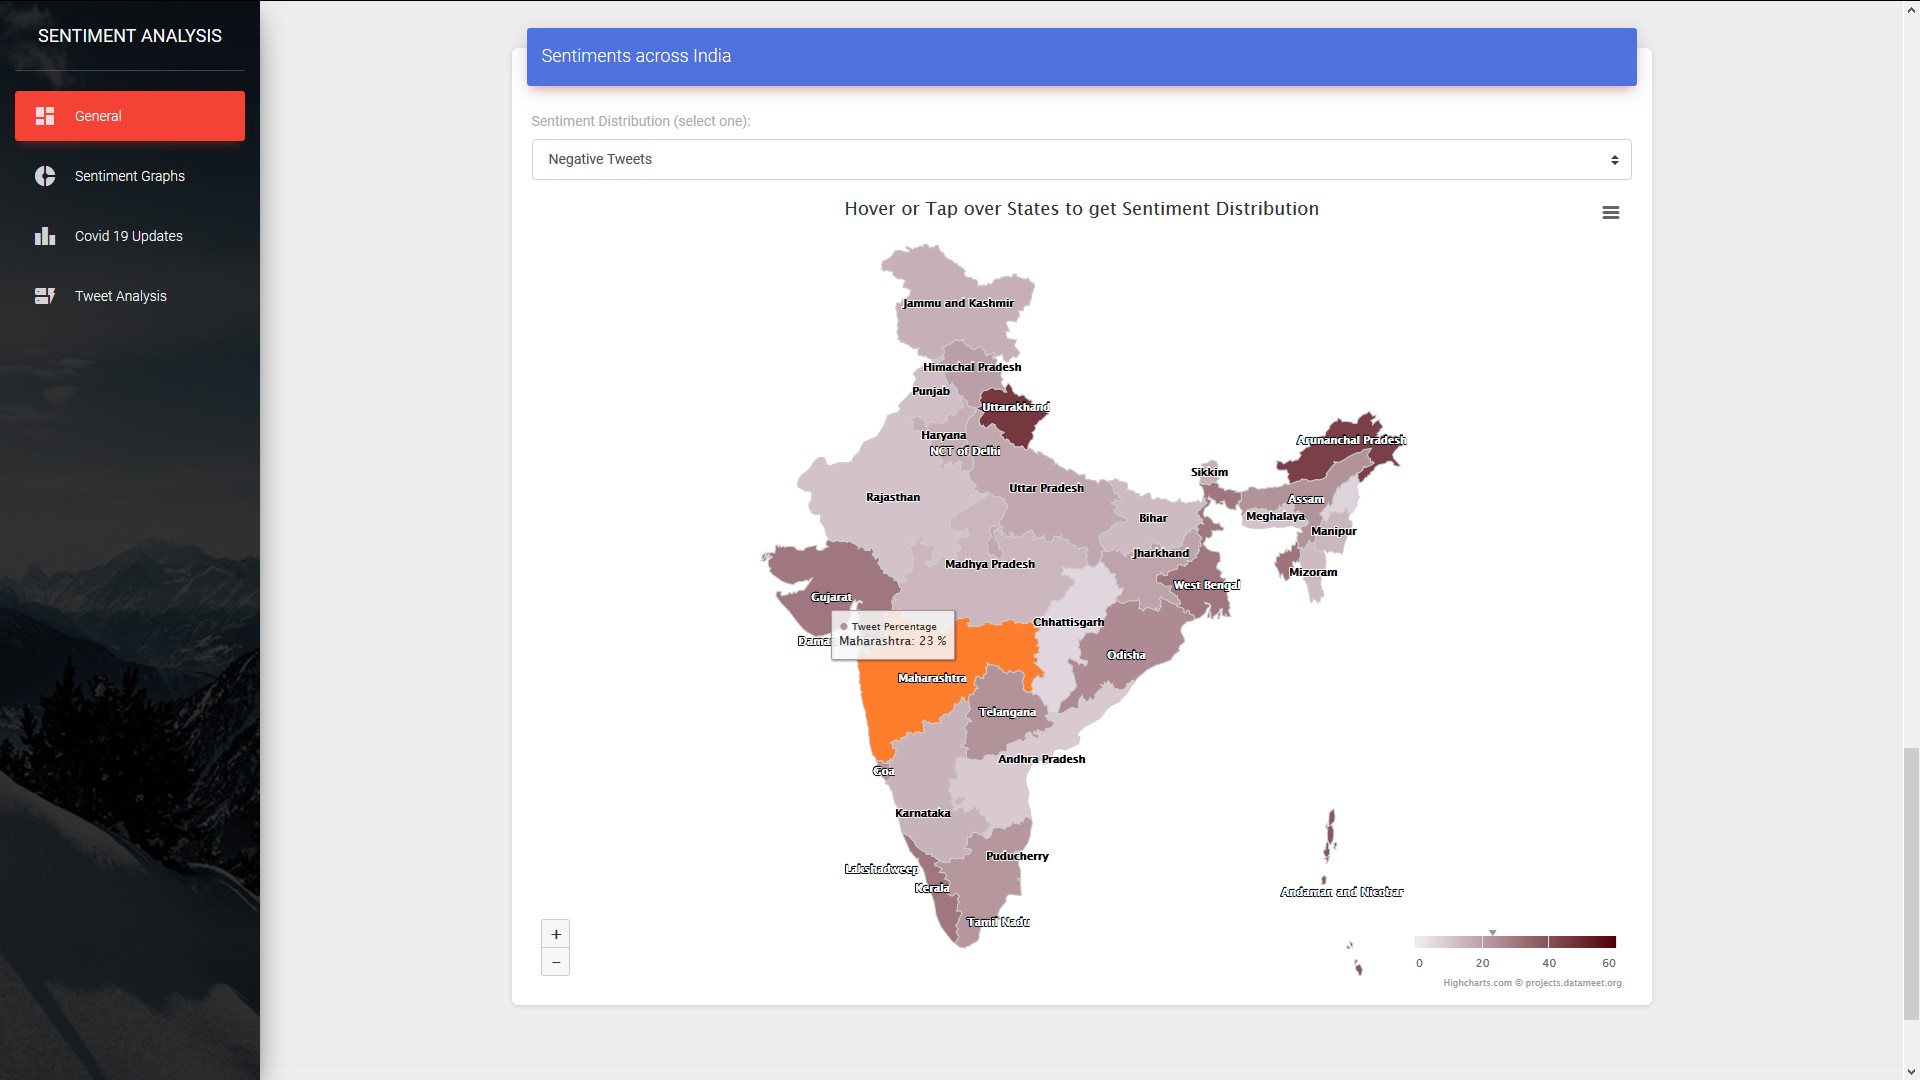 SENTIMENT ANALYSIS
General
Sentiment Graphs
Covid 19 Updates
Tweet Analysis
Sentiments across India
Sentiment Distribution (select one):
Negative Tweets
Hover or Tap over States to get Sentiment Distribution
Jammu and Kashmir
Himachal Pradesh
Punjab
Uttarakhand
Haryana
NCT of Delhi
Arunanchal Pradesh
Sikkim
Uttar Pradesh
Rajasthan
Assam
Bihar
Meghalaya
Manipur
Jharkhand
Madhya Pradesh
Mizoram
West Bengal
Gujarat
Chhattisgarh
Tweet Percentage
Maharashtra: 23 %
Odisha
Maharashtra
Telangana
Andhra Pradesh
Goa
Karnataka
Puducherry
Lakshadweep
Kerala
Andaman and Nicobar
Tamil Nadu
+
−
0 20 40 60
Highcharts.com © projects.datameet.org